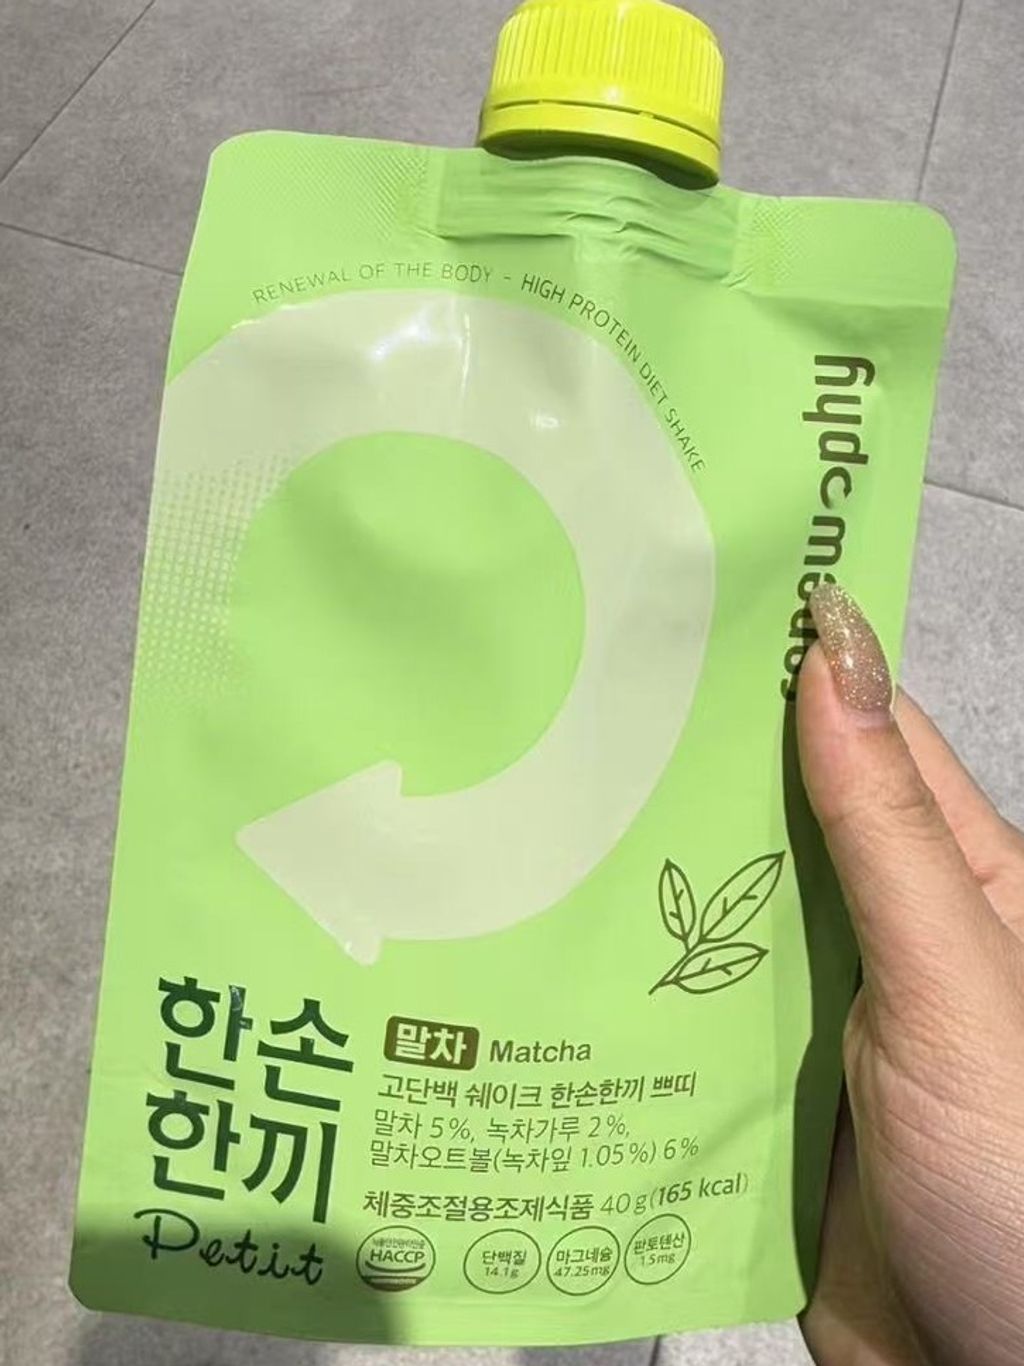 RENEWAL OF THE BODY - HIGH PROTEIN DIET SHAKE
한손
한끼
Petit
말차 Matcha
고단백 쉐이크 한손한끼 쁘띠
말차 5%, 녹차가루 2%,
말차오트볼(녹차잎 1.05%) 6%
체중조절용조제식품 40g(165 kcal)
HACCP
단백질
14.1g
마그네슘
47.25mg
판토텐산
1.5mg